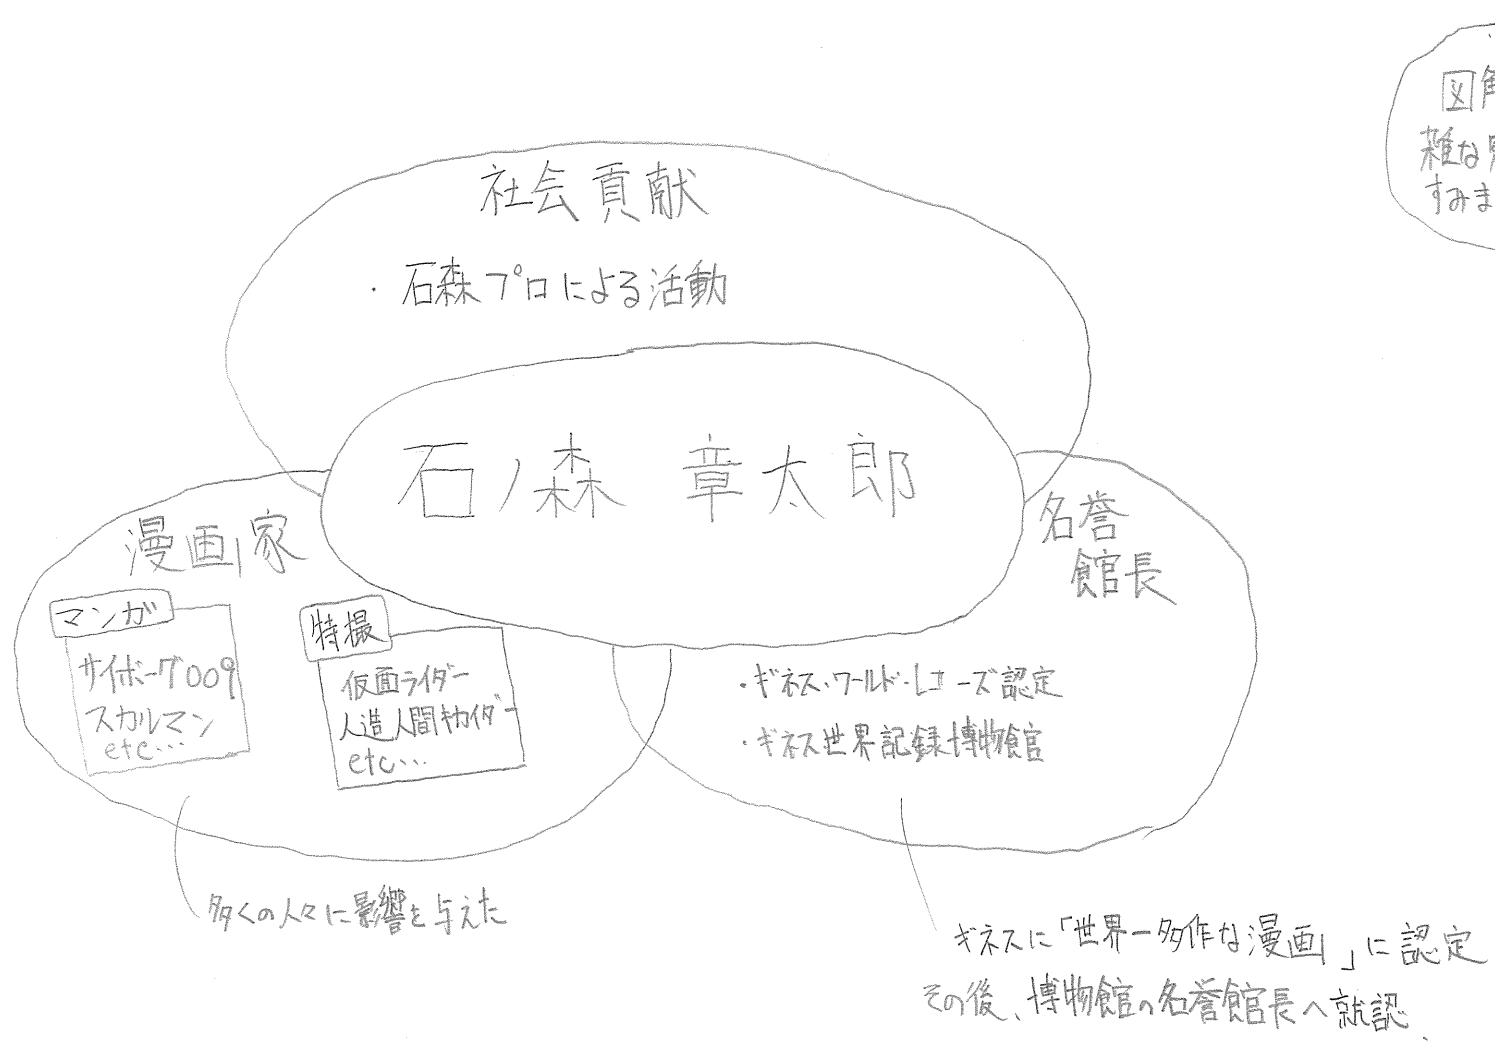 図
雑な
すみま
社会貢献
・石森プロによる活動
石ノ森 章太郎
漫画家
マンガ
サイボーグ009
スカルマン
etc…
特撮
仮面ライダー
人造人間キカイダー
etc…
名誉
館長
・ギネス・ワールド・レコーズ認定
・ギネス世界記録博物館
多くの人々に影響を与えた
ギネスに「世界一多作な漫画」に認定
その後、博物館の名誉館長へ就認.